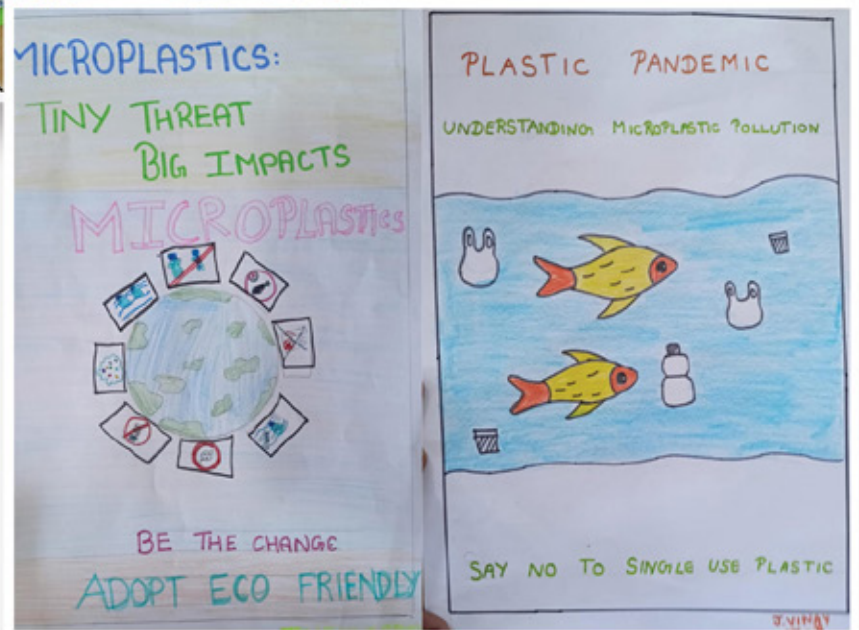 MICROPLASTICS:
TINY THREAT
BIG IMPACTS
MICROPLASTICS
BE THE CHANGE
ADOPT ECO FRIENDLY
PLASTIC PANDEMIC
UNDERSTANDING MICROPLASTIC POLLUTION
SAY NO TO SINGLE USE PLASTIC
J.VINAY